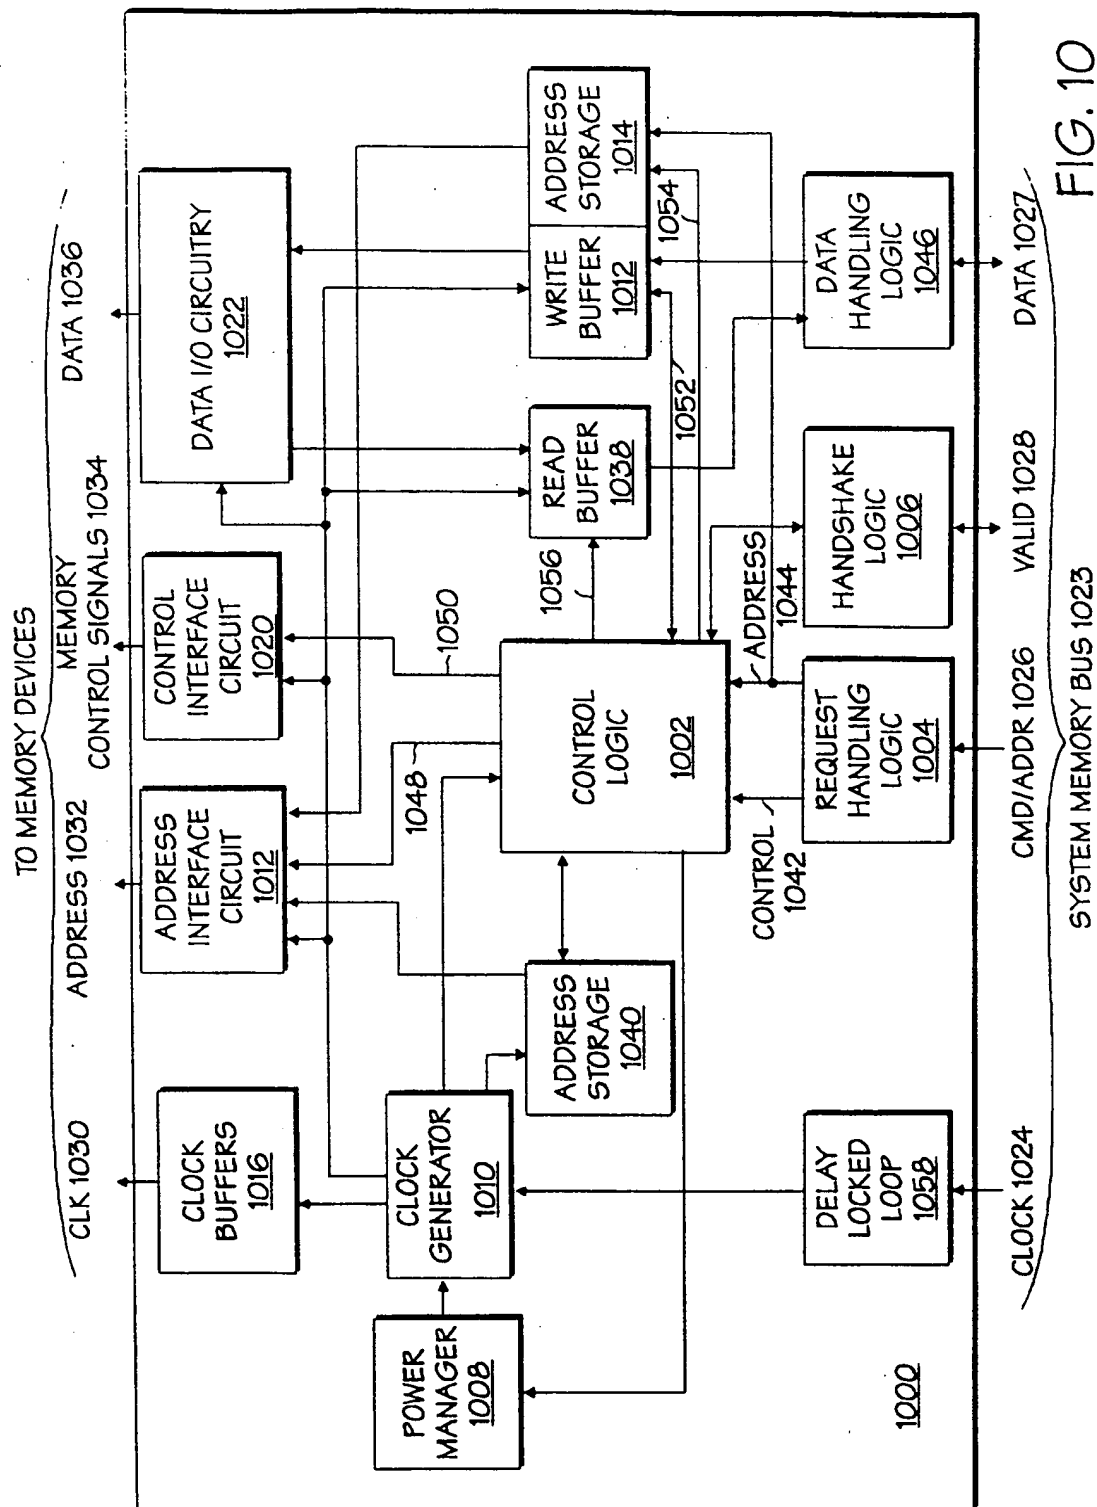 TO MEMORY DEVICES
CLK 1030
ADDRESS 1032
MEMORY
CONTROL SIGNALS 1034
DATA 1036
CLOCK
BUFFERS
1016
ADDRESS
INTERFACE
CIRCUIT
1012
CONTROL
INTERFACE
CIRCUIT
1020
DATA I/O CIRCUITRY
1022
POWER
MANAGER
1008
CLOCK
GENERATOR
1010
1048
1050
ADDRESS
STORAGE
1040
CONTROL
LOGIC
1002
1056
READ
BUFFER
1038
WRITE
BUFFER
1012
ADDRESS
STORAGE
1014
1052
1054
CONTROL
1042
ADDRESS
1044
DELAY
LOCKED
LOOP
1058
REQUEST
HANDLING
LOGIC
1004
HANDSHAKE
LOGIC
1006
DATA
HANDLING
LOGIC
1046
1000
CLOCK 1024
CMD/ADDR 1026
VALID 1028
DATA 1027
SYSTEM MEMORY BUS 1023
FIG. 10